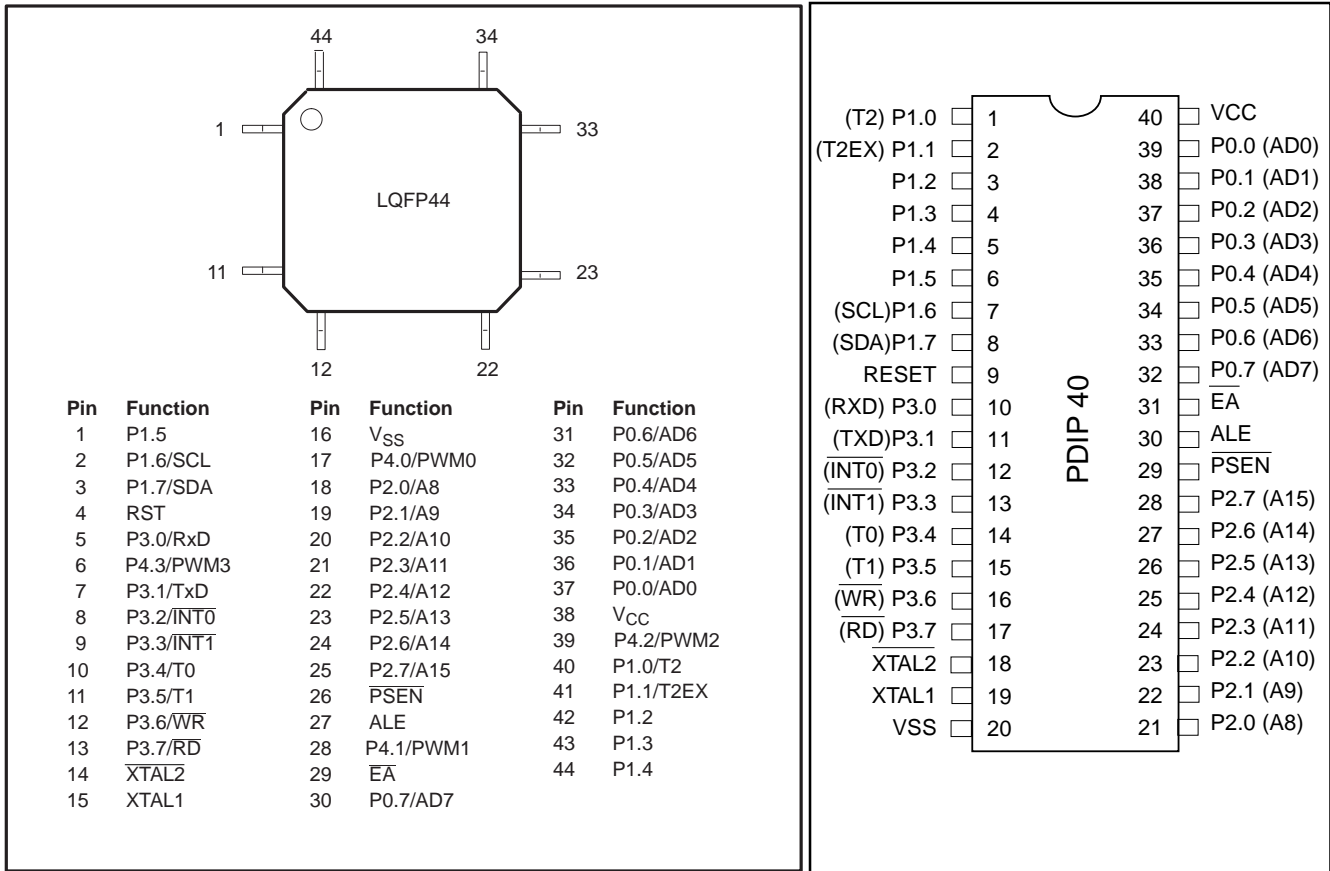 44 34
1 33
LQFP44
11 23
12 22
Pin Function Pin Function Pin Function
1 P1.5 16 VSS 31 P0.6/AD6
2 P1.6/SCL 17 P4.0/PWM0 32 P0.5/AD5
3 P1.7/SDA 18 P2.0/A8 33 P0.4/AD4
4 RST 19 P2.1/A9 34 P0.3/AD3
5 P3.0/RxD 20 P2.2/A10 35 P0.2/AD2
6 P4.3/PWM3 21 P2.3/A11 36 P0.1/AD1
7 P3.1/TxD 22 P2.4/A12 37 P0.0/AD0
8 P3.2/I̅N̅T̅0̅ 23 P2.5/A13 38 VCC
9 P3.3/I̅N̅T̅1̅ 24 P2.6/A14 39 P4.2/PWM2
10 P3.4/T0 25 P2.7/A15 40 P1.0/T2
11 P3.5/T1 26 P̅S̅E̅N̅ 41 P1.1/T2EX
12 P3.6/W̅R̅ 27 ALE 42 P1.2
13 P3.7/R̅D̅ 28 P4.1/PWM1 43 P1.3
14 X̅T̅A̅L̅2̅ 29 E̅A̅ 44 P1.4
15 XTAL1 30 P0.7/AD7
(T2) P1.0 1 40 VCC
(T2EX) P1.1 2 39 P0.0 (AD0)
P1.2 3 38 P0.1 (AD1)
P1.3 4 37 P0.2 (AD2)
P1.4 5 36 P0.3 (AD3)
P1.5 6 35 P0.4 (AD4)
(SCL)P1.6 7 34 P0.5 (AD5)
(SDA)P1.7 8 33 P0.6 (AD6)
RESET 9 32 P0.7 (AD7)
(RXD) P3.0 10 31 E̅A̅
(TXD)P3.1 11 30 ALE
(I̅N̅T̅0̅) P3.2 12 29 P̅S̅E̅N̅
(I̅N̅T̅1̅) P3.3 13 28 P2.7 (A15)
(T0) P3.4 14 27 P2.6 (A14)
(T1) P3.5 15 26 P2.5 (A13)
(W̅R̅) P3.6 16 25 P2.4 (A12)
(R̅D̅) P3.7 17 24 P2.3 (A11)
X̅T̅A̅L̅2̅ 18 23 P2.2 (A10)
XTAL1 19 22 P2.1 (A9)
VSS 20 21 P2.0 (A8)
PDIP 40